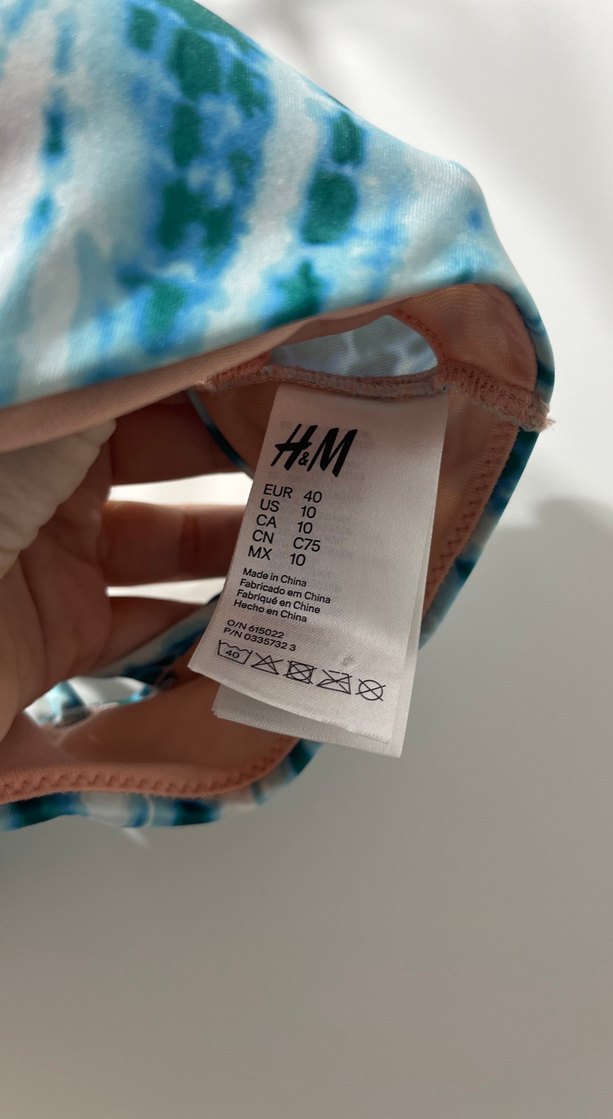 H&M
EUR 40
US 10
CA 10
CN C75
MX 10
Made in China
Fabricado em China
Fabriqué en Chine
Hecho en China
O/N 615022
P/N 0335732 3
40